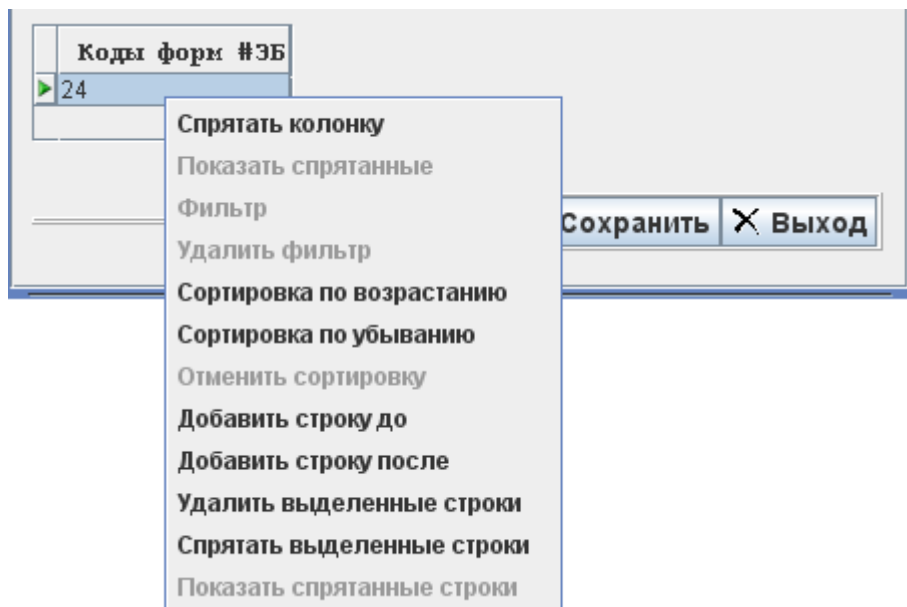 Коды форм #ЭБ
24
Спрятать колонку
Показать спрятанные
Фильтр
Удалить фильтр
Сохранить Выход
Сортировка по возрастанию
Сортировка по убыванию
Отменить сортировку
Добавить строку до
Добавить строку после
Удалить выделенные строки
Спрятать выделенные строки
Показать спрятанные строки